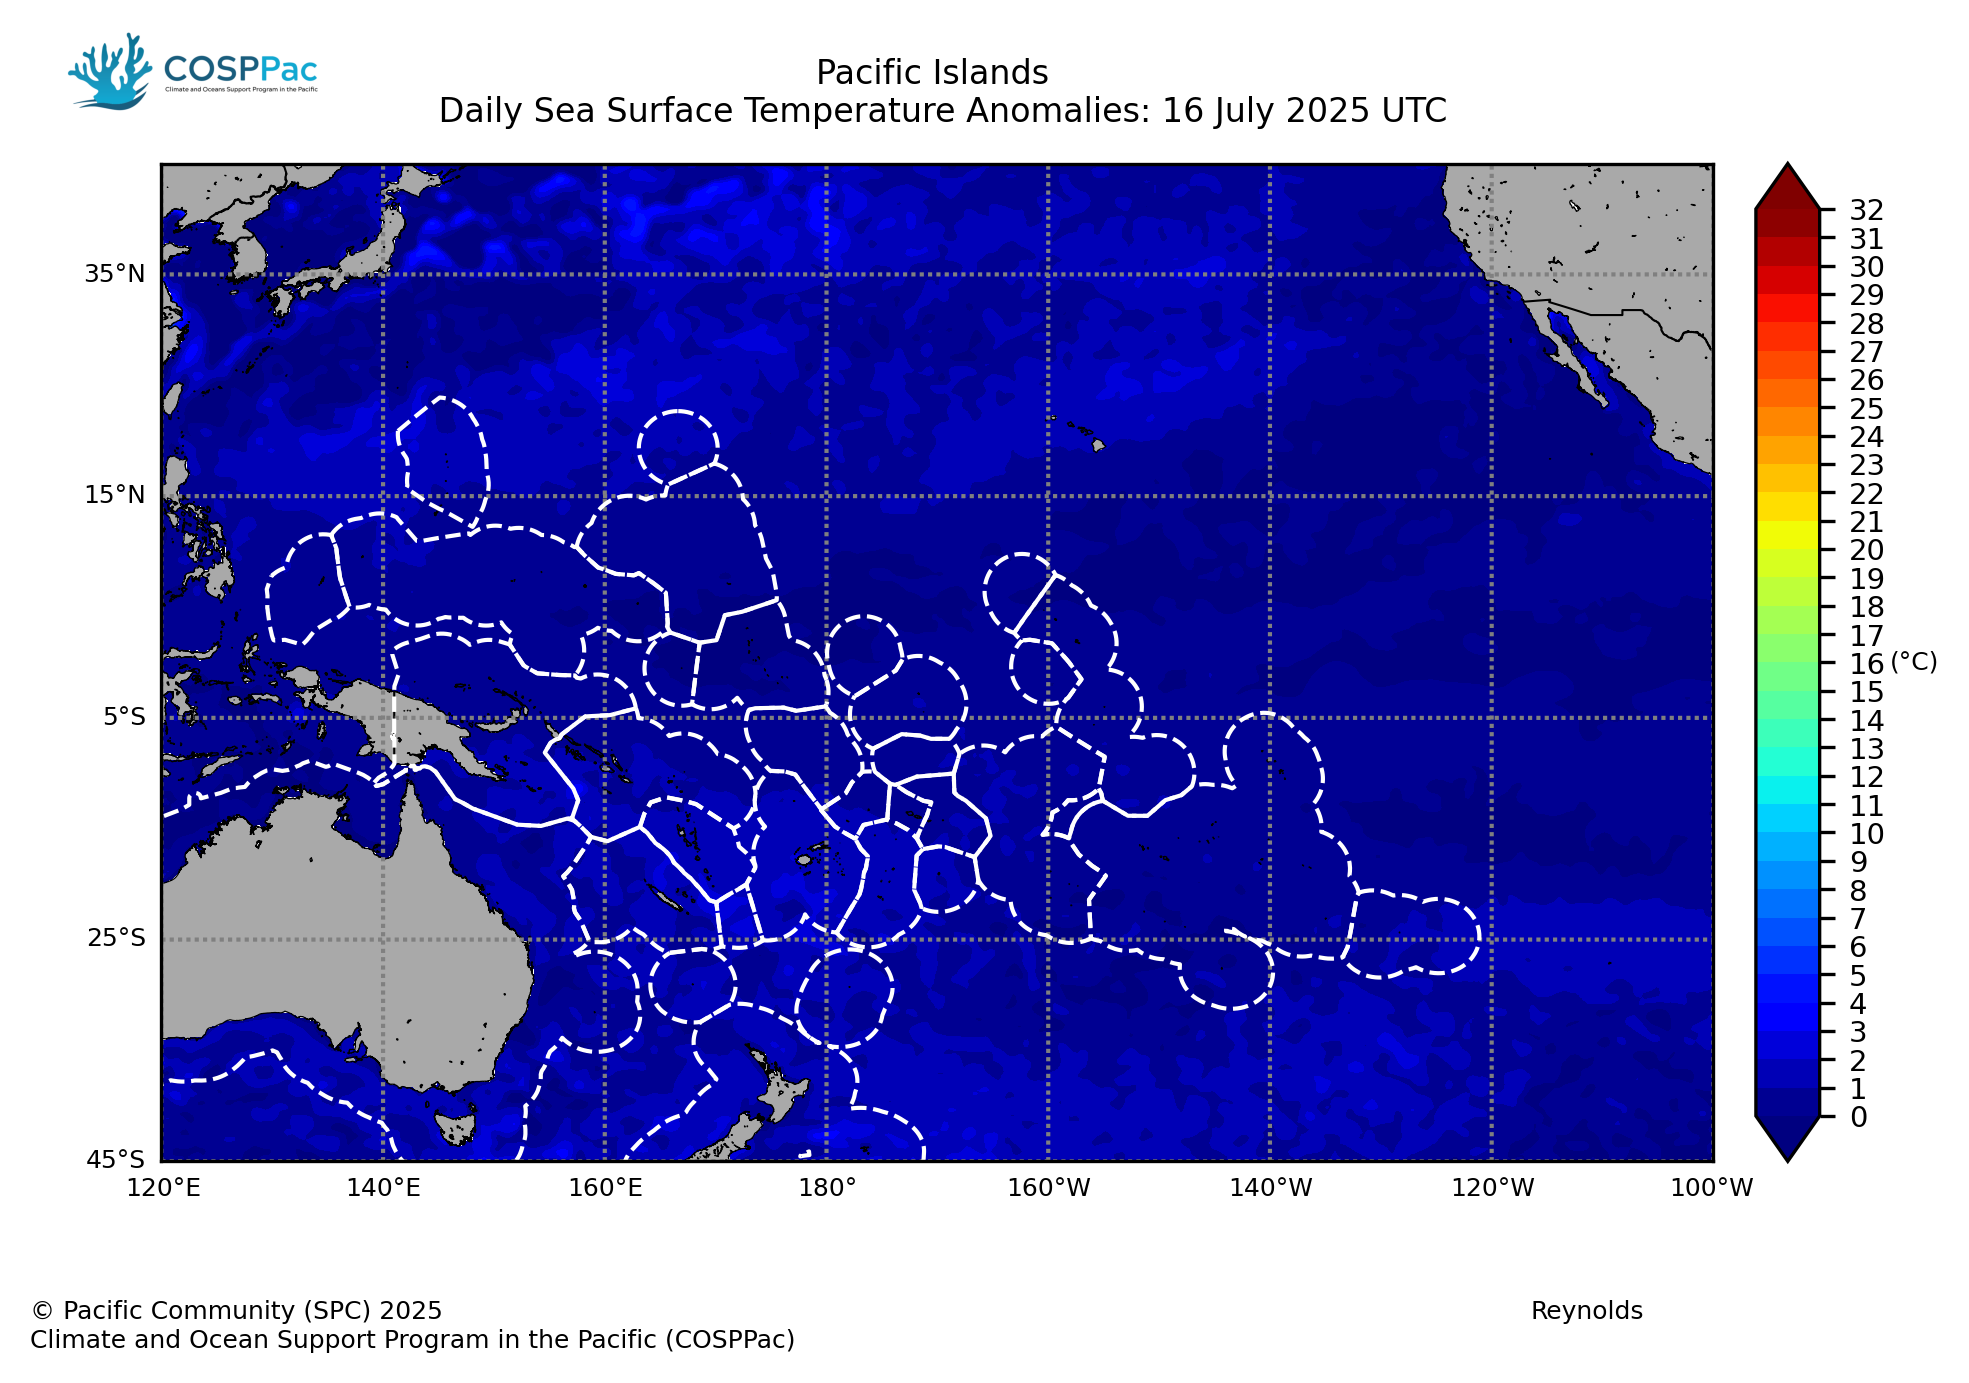 COSPPac
Climate and Oceans Support Program in the Pacific
Pacific Islands
Daily Sea Surface Temperature Anomalies: 16 July 2025 UTC
35°N
15°N
5°S
25°S
45°S
120°E 140°E 160°E 180° 160°W 140°W 120°W 100°W
32
31
30
29
28
27
26
25
24
23
22
21
20
19
18
17
16 (°C)
15
14
13
12
11
10
9
8
7
6
5
4
3
2
1
0
© Pacific Community (SPC) 2025
Climate and Ocean Support Program in the Pacific (COSPPac)
Reynolds